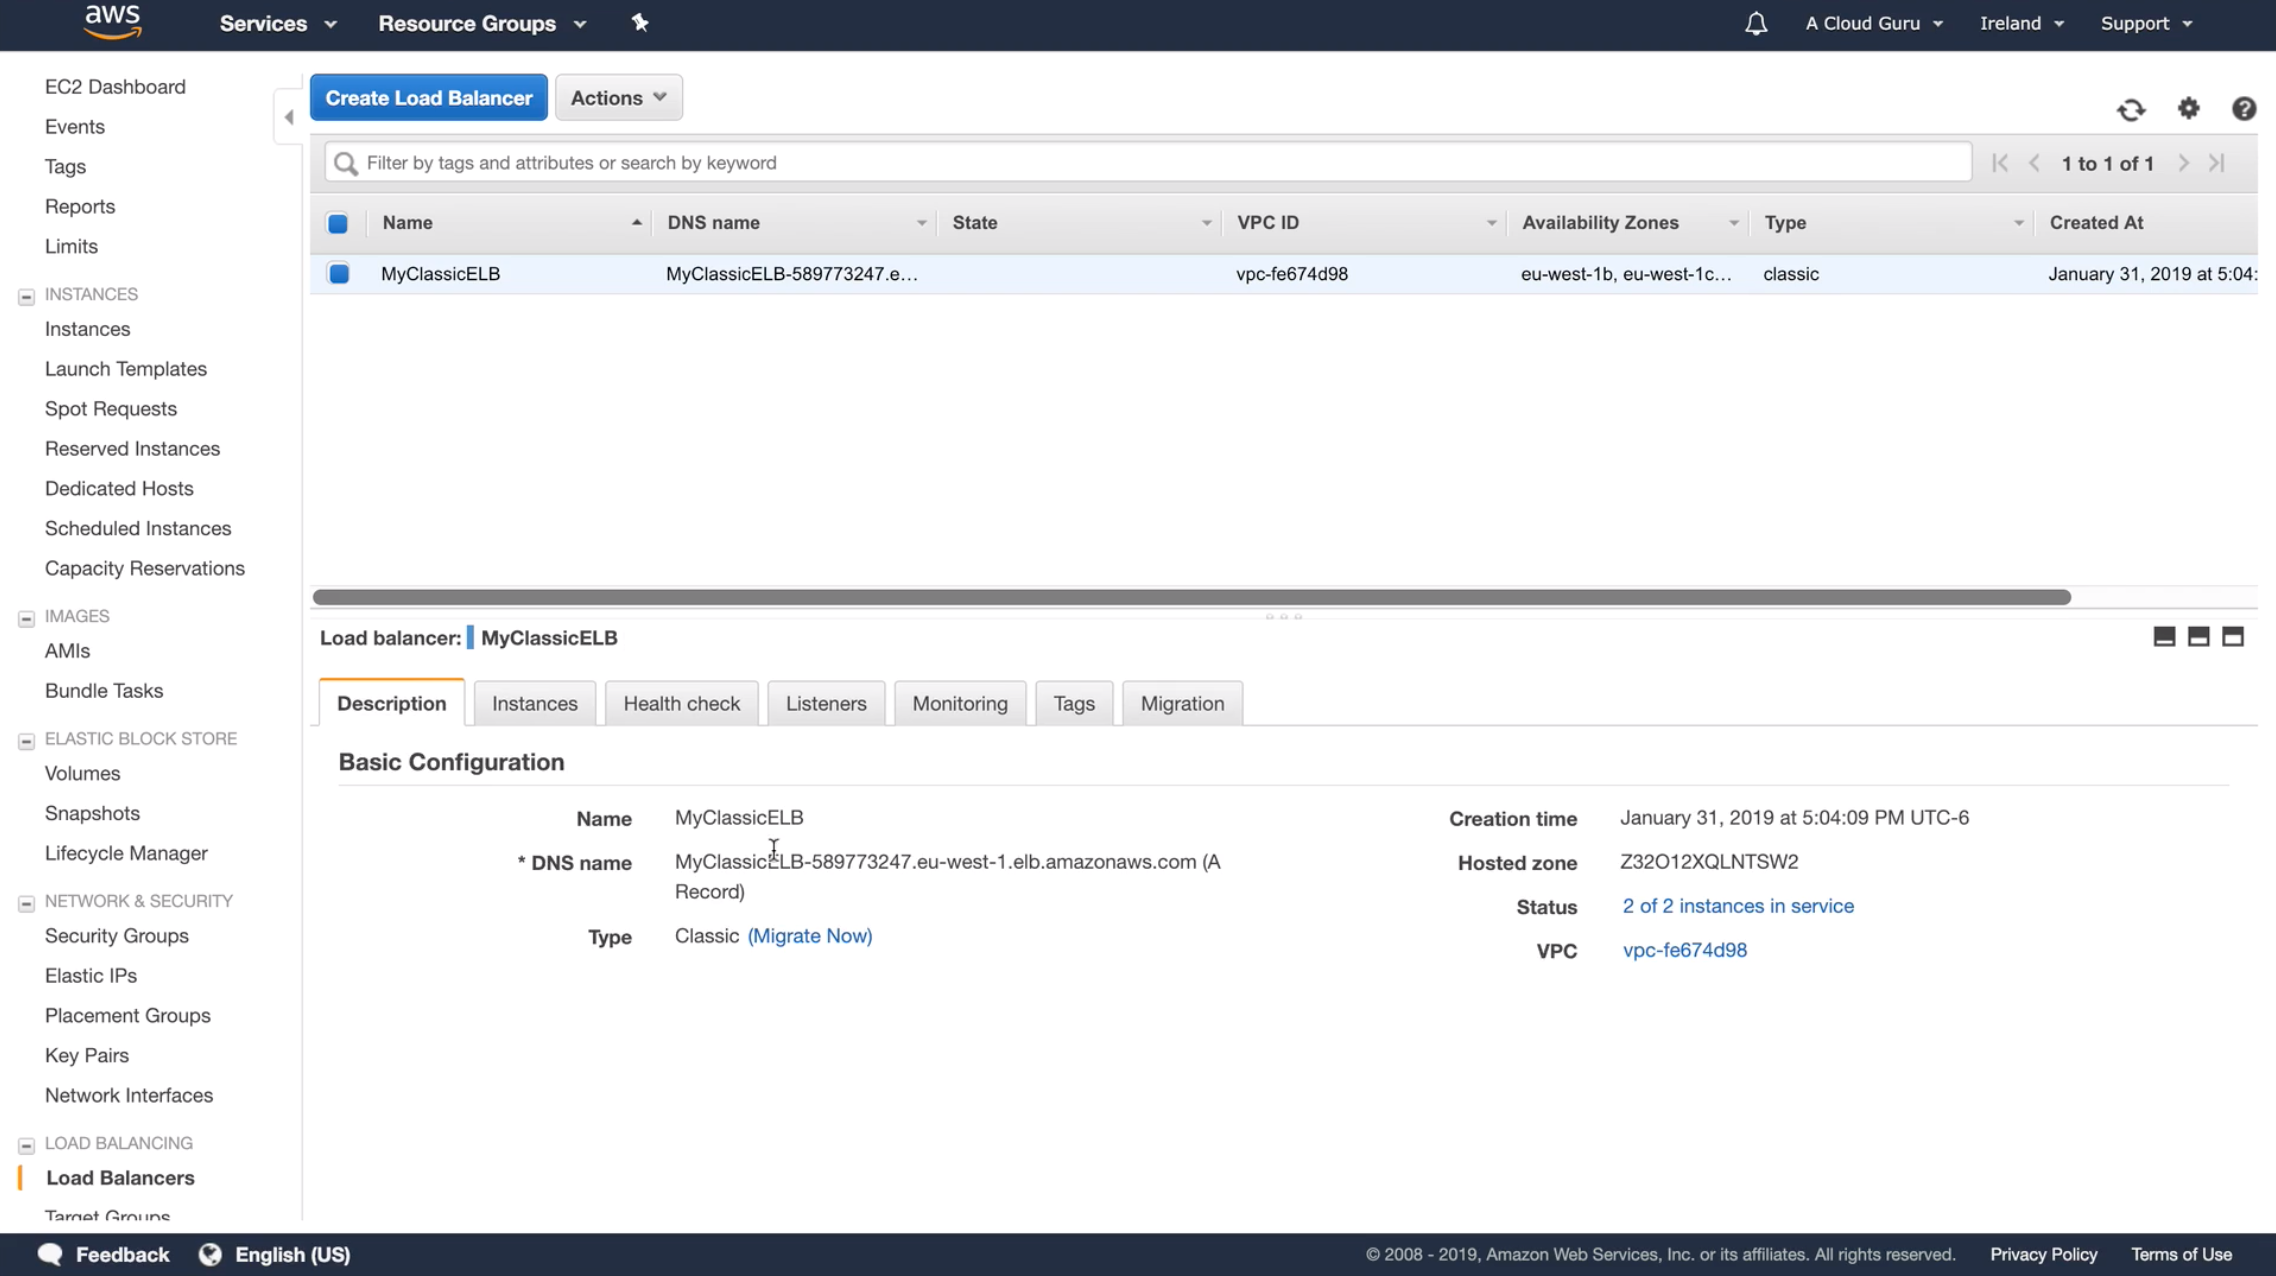 aws
Services
Resource Groups
A Cloud Guru
Ireland
Support
EC2 Dashboard
Events
Tags
Reports
Limits
INSTANCES
Instances
Launch Templates
Spot Requests
Reserved Instances
Dedicated Hosts
Scheduled Instances
Capacity Reservations
IMAGES
AMIs
Bundle Tasks
ELASTIC BLOCK STORE
Volumes
Snapshots
Lifecycle Manager
NETWORK & SECURITY
Security Groups
Elastic IPs
Placement Groups
Key Pairs
Network Interfaces
LOAD BALANCING
Load Balancers
Target Groups
Create Load Balancer
Actions
Filter by tags and attributes or search by keyword
1 to 1 of 1
Name DNS name State VPC ID Availability Zones Type Created At
MyClassicELB MyClassicELB-589773247.e... vpc-fe674d98 eu-west-1b, eu-west-1c... classic January 31, 2019 at 5:04:
Load balancer: MyClassicELB
Description Instances Health check Listeners Monitoring Tags Migration
Basic Configuration
Name MyClassicELB
* DNS name MyClassicELB-589773247.eu-west-1.elb.amazonaws.com (A
Record)
Type Classic (Migrate Now)
Creation time January 31, 2019 at 5:04:09 PM UTC-6
Hosted zone Z32O12XQLNTSW2
Status 2 of 2 instances in service
VPC vpc-fe674d98
Feedback
English (US)
© 2008 - 2019, Amazon Web Services, Inc. or its affiliates. All rights reserved.
Privacy Policy
Terms of Use